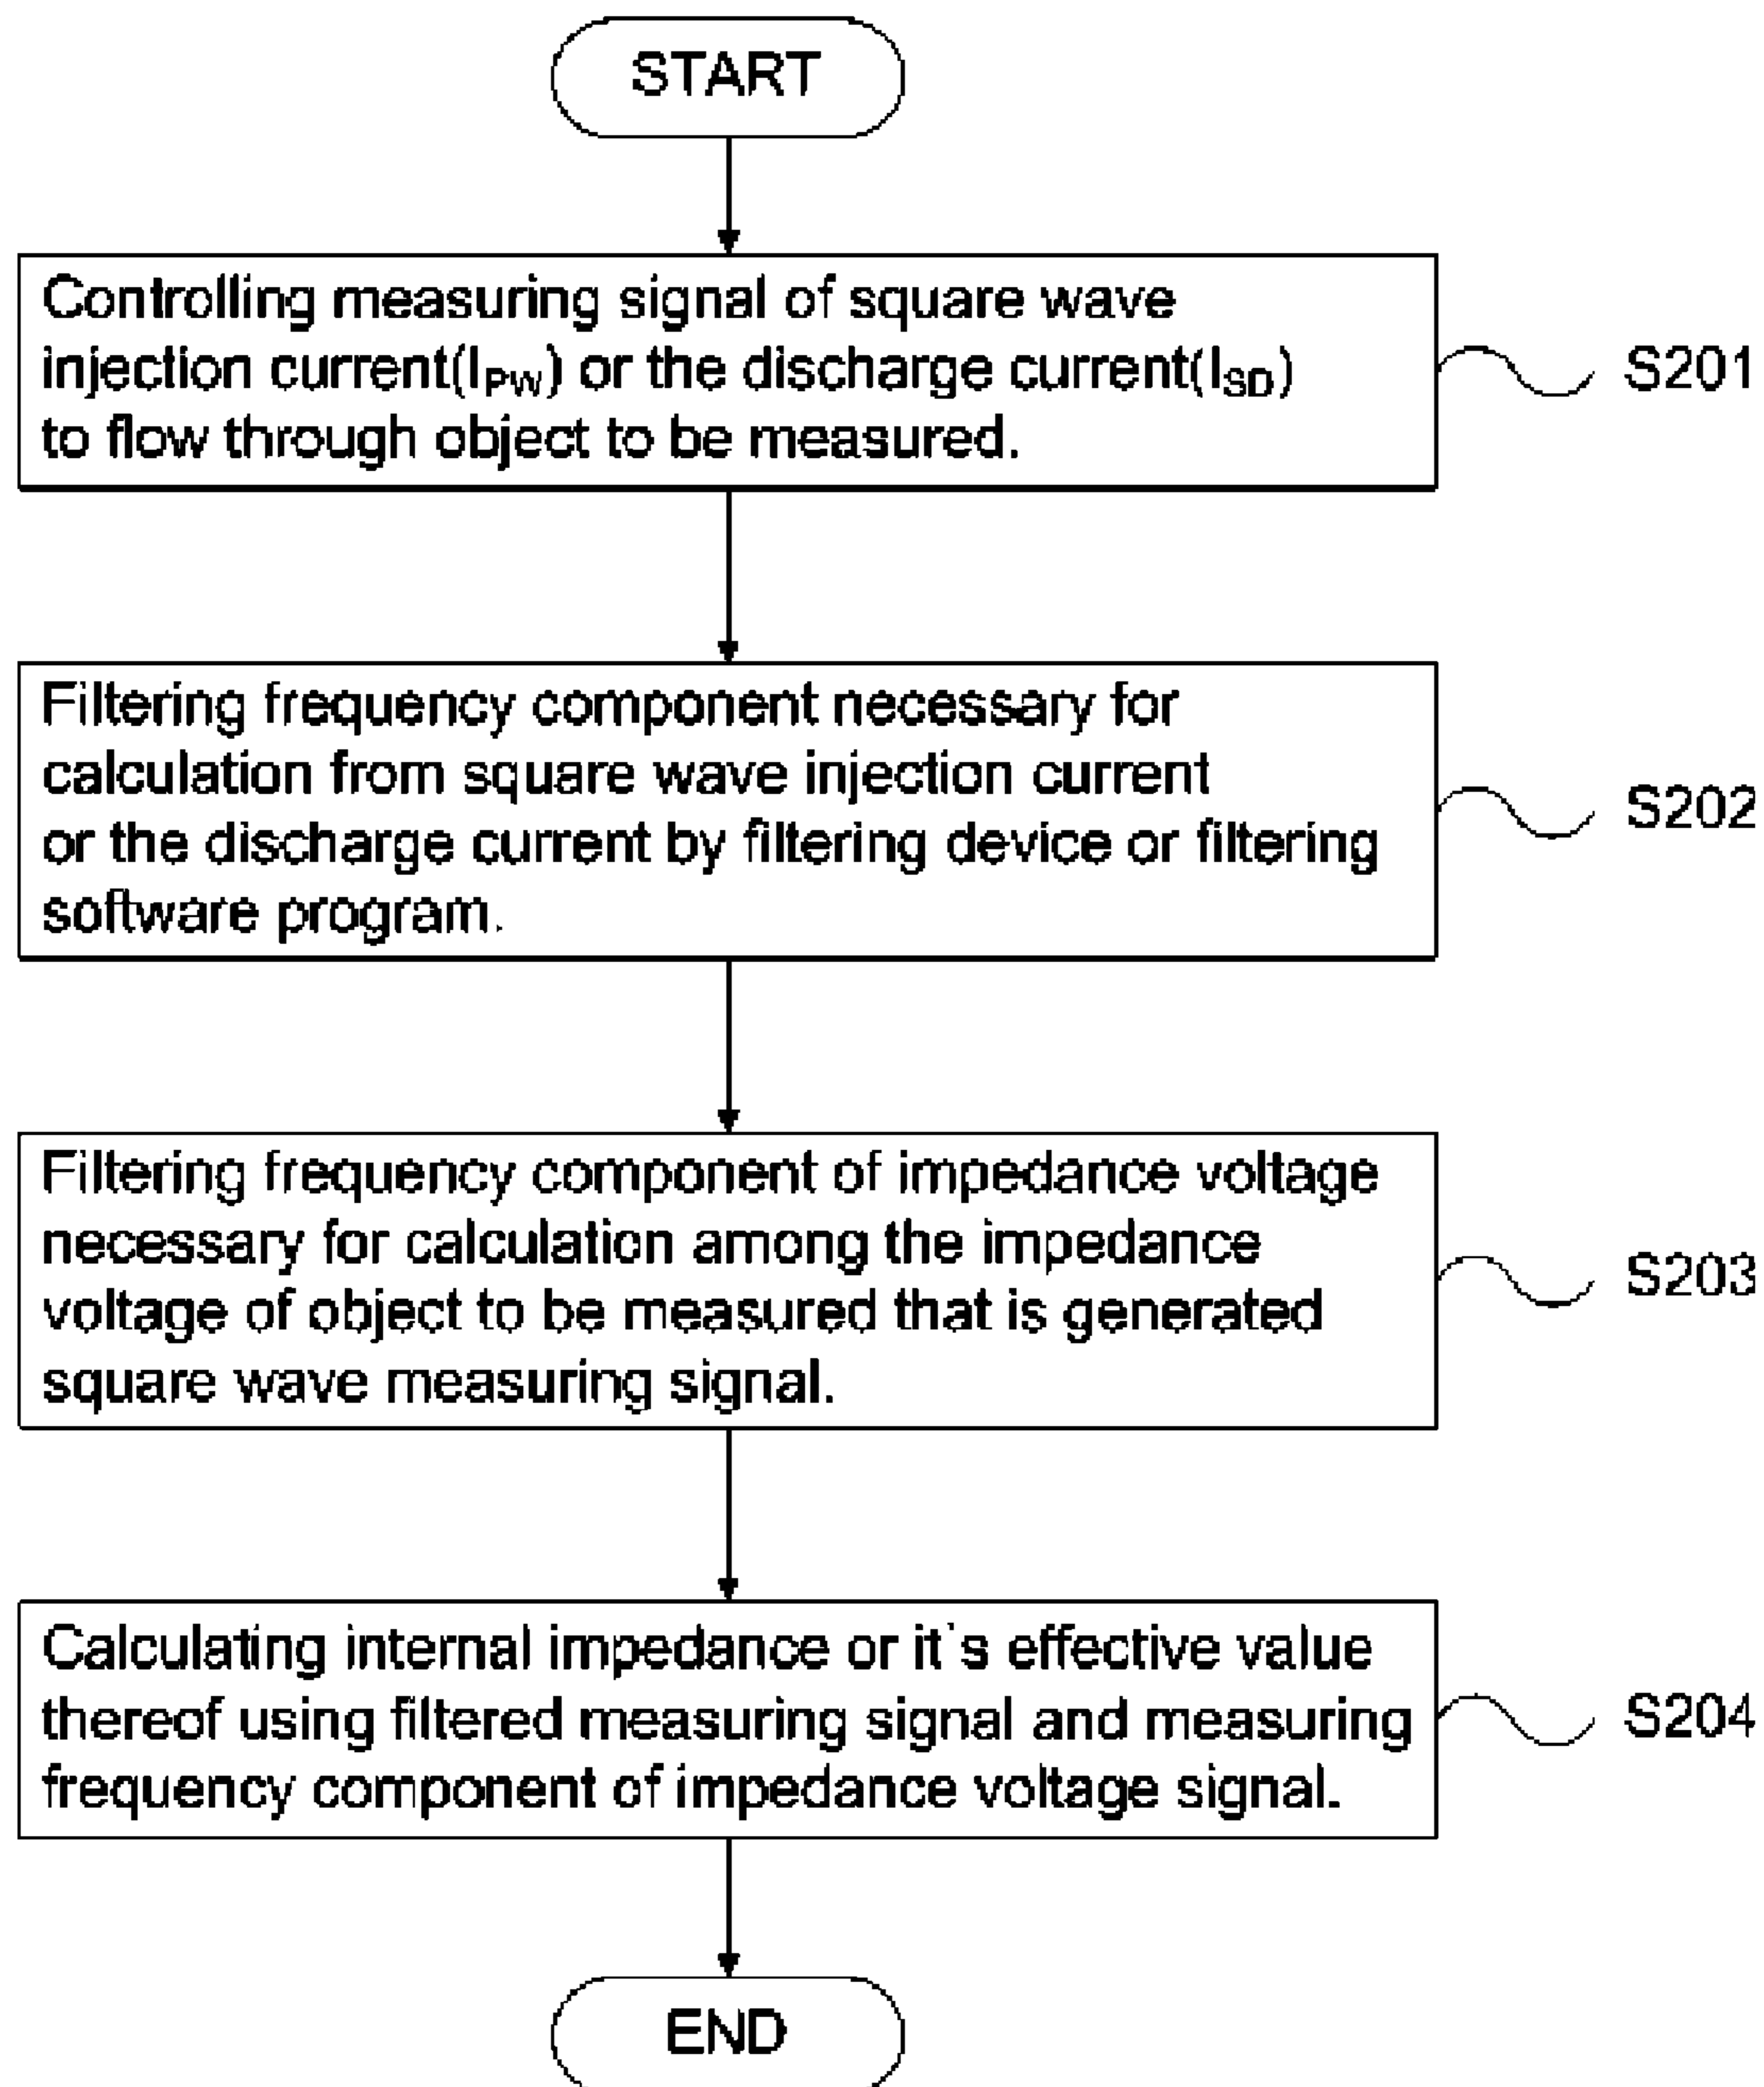 START
Controlling measuring signal of square wave
injection current(I_PW) or the discharge current(I_SD)
to flow through object to be measured.
S201
Filtering frequency component necessary for
calculation from square wave injection current
or the discharge current by filtering device or filtering
software program.
S202
Filtering frequency component of impedance voltage
necessary for calculation among the impedance
voltage of object to be measured that is generated
square wave measuring signal.
S203
Calculating internal impedance or it`s effective value
thereof using filtered measuring signal and measuring
frequency component of impedance voltage signal.
S204
END